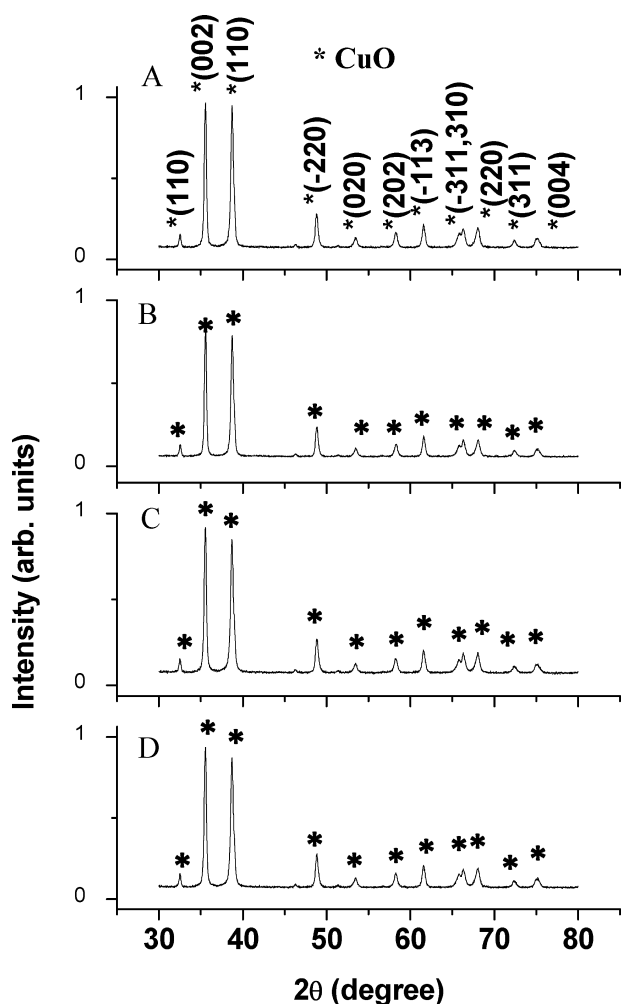 A
* CuO
1
0
*(110)
*(002)
*(110)
*(-220)
*(020)
*(202)
*(-113)
*(-311,310)
*(220)
*(311)
*(004)
B
1
0
* * * * * * * * * * *
C
1
0
* * * * * * * * * * *
D
1
0
* * * * * * * * * * *
Intensity (arb. units)
30 40 50 60 70 80
2θ (degree)